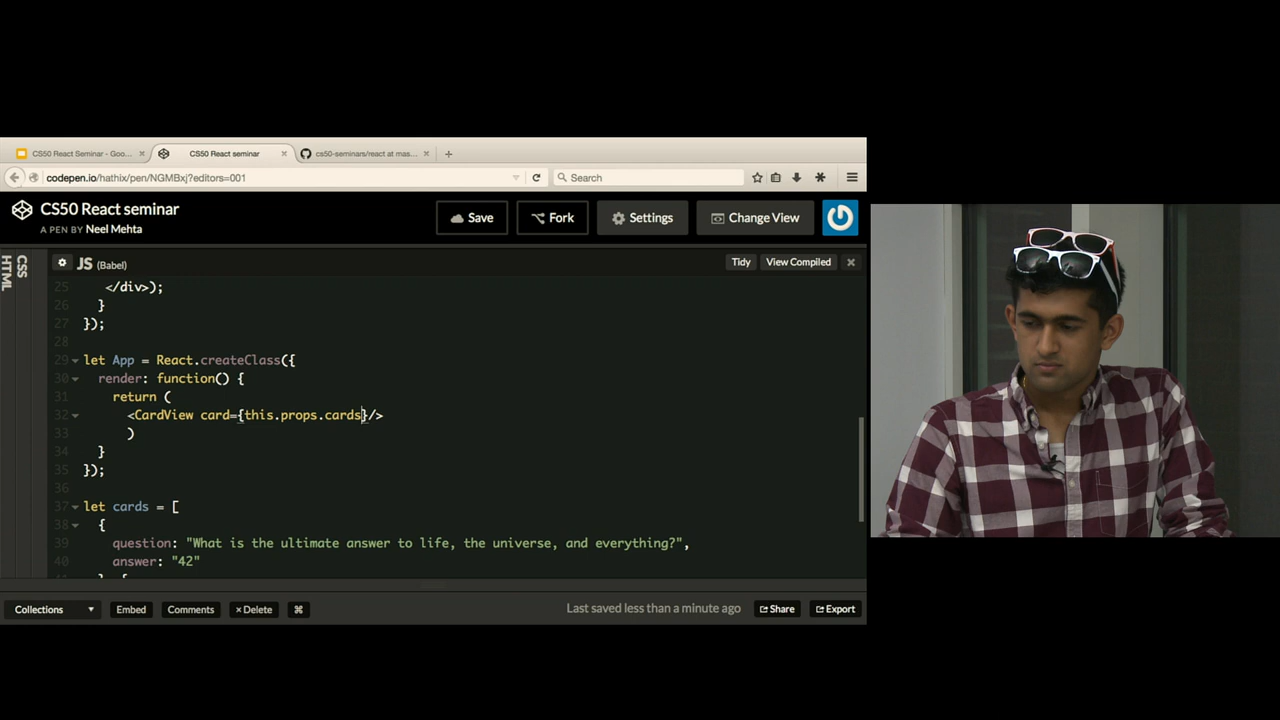 CS50 React Seminar - Goo...
CS50 React seminar
cs50-seminars/react at mas...
codepen.io/hathix/pen/NGMBxj?editors=001
Search
CS50 React seminar
A PEN BY Neel Mehta
Save
Fork
Settings
Change View
HTML
CSS
JS (Babel)
Tidy
View Compiled
25 </div>);
26 }
27 });
28
29 let App = React.createClass({
30 render: function() {
31 return (
32 <CardView card={this.props.cards}/>
33 )
34 }
35 });
36
37 let cards = [
38 {
39 question: "What is the ultimate answer to life, the universe, and everything?",
40 answer: "42"
Collections
Embed
Comments
× Delete
⌘
Last saved less than a minute ago
Share
Export